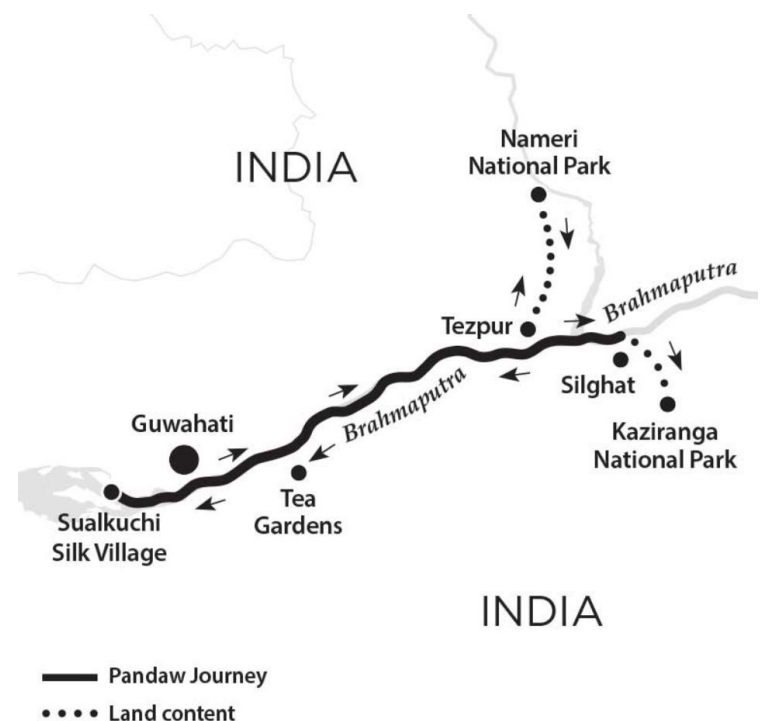 Nameri
National Park
INDIA
Brahmaputra
Tezpur
Silghat
Brahmaputra
Guwahati
Kaziranga
National Park
Tea
Gardens
Sualkuchi
Silk Village
INDIA
Pandaw Journey
Land content